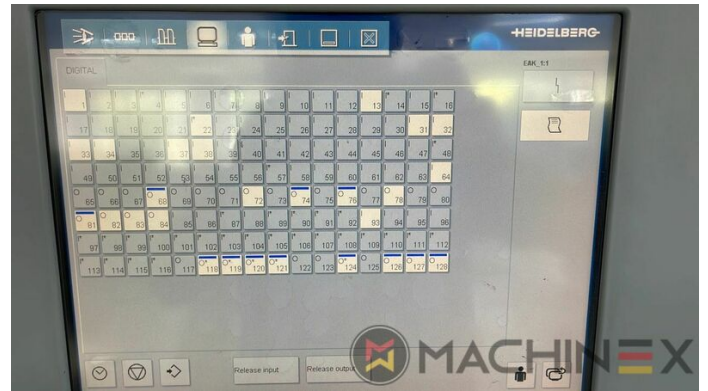 HEIDELBERG
EAK_1:1
DIGITAL
1 2 3 4 5 6 7 8 9 10 11 12 13 14 15 16
17 18 19 20 21 22 23 24 25 26 27 28 29 30 31 32
33 34 35 36 37 38 39 40 41 42 43 44 45 46 47 48
49 50 51 52 53 54 55 56 57 58 59 60 61 62 63 64
65 66 67 68 69 70 71 72 73 74 75 76 77 78 79 80
81 82 83 84 85 86 87 88 89 90 91 92 93 94 95 96
97 98 99 100 101 102 103 104 105 106 107 108 109 110 111 112
113 114 115 116 117 118 119 120 121 122 123 124 125 126 127 128
Release input Release output
MACHINEX